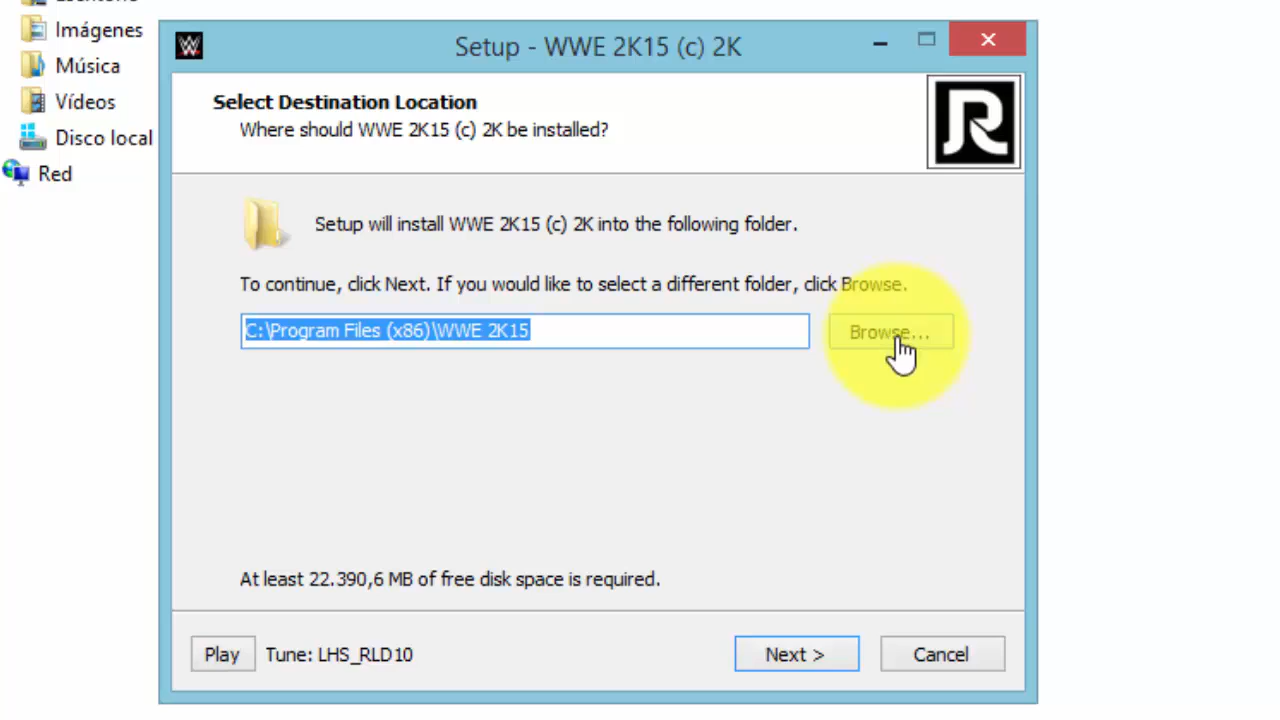 Imágenes
Música
Vídeos
Disco local
Red
Setup - WWE 2K15 (c) 2K
Select Destination Location
Where should WWE 2K15 (c) 2K be installed?
Setup will install WWE 2K15 (c) 2K into the following folder.
To continue, click Next. If you would like to select a different folder, click Browse.
C:\Program Files (x86)\WWE 2K15
Browse...
At least 22.390,6 MB of free disk space is required.
Play
Tune: LHS_RLD10
Next >
Cancel